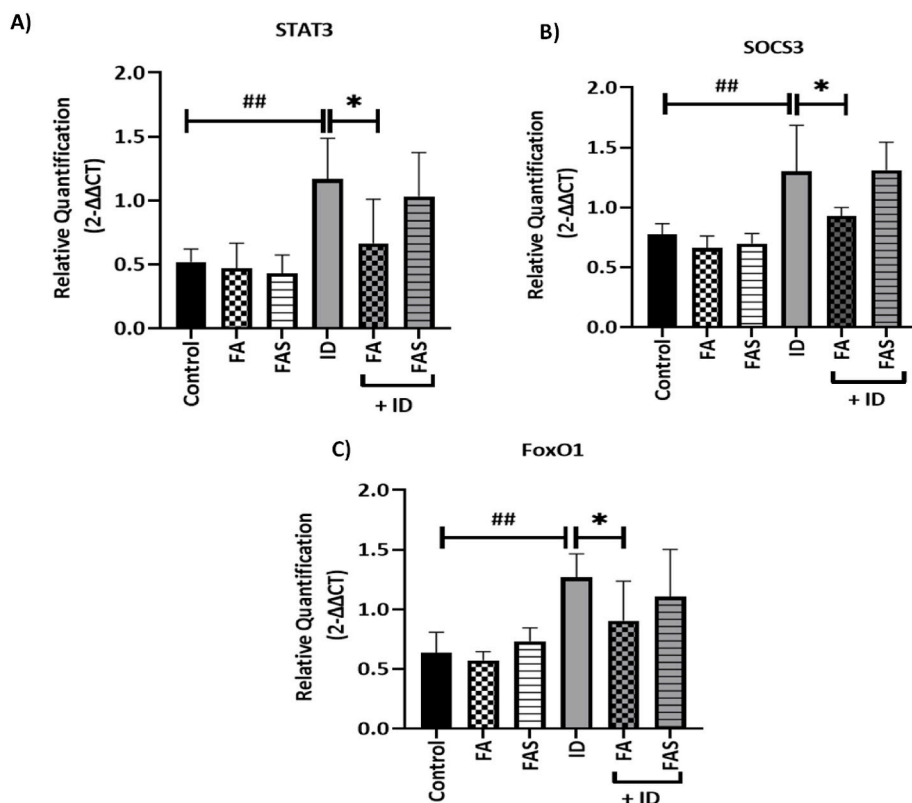 A)
STAT3
Relative Quantification
(2-ΔΔCT)
2.0
1.5
1.0
0.5
0.0
##
*
Control
FA
FAS
ID
FA
FAS
+ ID
B)
SOCS3
Relative Quantification
(2-ΔΔCT)
2.0
1.5
1.0
0.5
0.0
##
*
Control
FA
FAS
ID
FA
FAS
+ ID
C)
FoxO1
Relative Quantification
(2-ΔΔCT)
2.0
1.5
1.0
0.5
0.0
##
*
Control
FA
FAS
ID
FA
FAS
+ ID